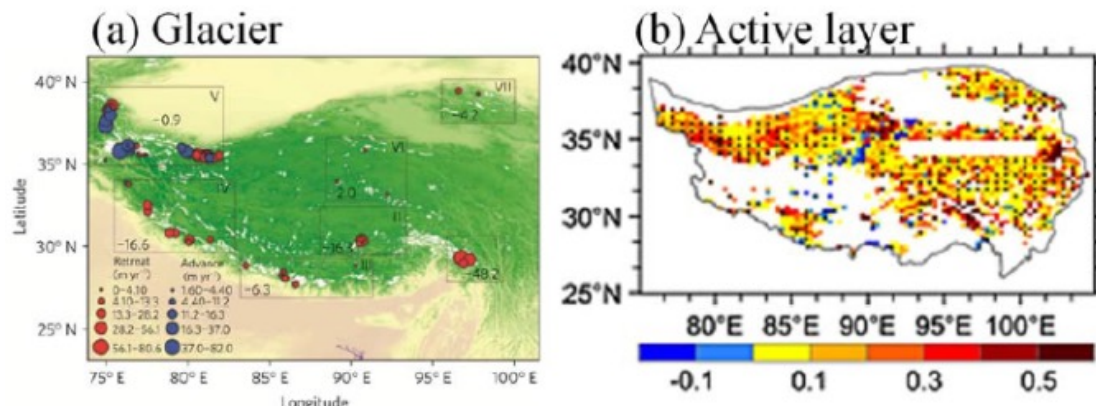 (a) Glacier
(b) Active layer
40° N
35° N
30° N
25° N
Latitude
V
-0.9
VII
-4.2
VI
2.0
IV
-16.6
II
III
-6.3
-48.2
Retreat
(m yr⁻¹)
0-4.10
4.10-13.3
13.3-28.2
28.2-56.1
56.1-80.6
Advance
(m yr⁻¹)
1.60-4.40
4.40-11.2
11.2-16.3
16.3-37.0
37.0-82.0
75° E 80° E 85° E 90° E 95° E 100° E
Longitude
40°N
35°N
30°N
25°N
80°E 85°E 90°E 95°E 100°E
-0.1 0.1 0.3 0.5